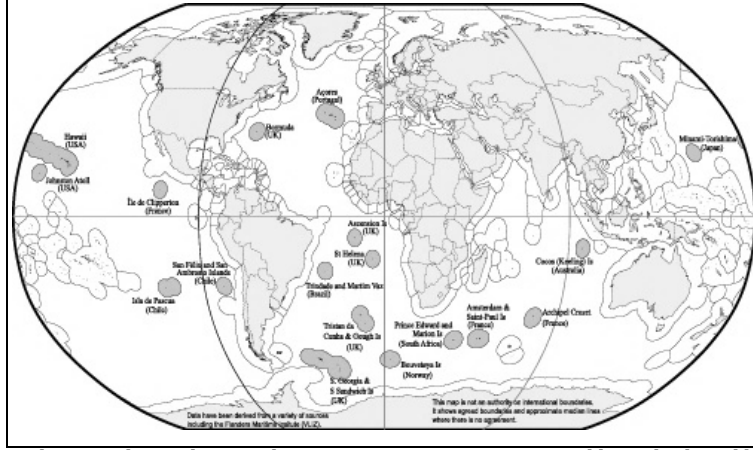 Açores
(Portugal)
Bermuda
(UK)
Hawaii
(USA)
Johnston Atoll
(USA)
Île de Clipperton
(France)
Minami-Torishima
(Japan)
Ascension Is
(UK)
St Helena
(UK)
San Félix and San
Ambrosio Islands
(Chile)
Trindade and Martim Vaz
(Brazil)
Cocos (Keeling) Is
(Australia)
Isla de Pascua
(Chile)
Tristan da
Cunha & Gough Is
(UK)
Prince Edward and
Marion Is
(South Africa)
Amsterdam &
Saint-Paul Is
(France)
Archipel Crozet
(France)
Bouvetøya Is
(Norway)
S. Georgia &
S Sandwich Is
(UK)
Data have been derived from a variety of sources
including the Flanders Maritime Institute (VLIZ).
This map is not an authority on international boundaries.
It shows agreed boundaries and approximate median lines
where there is no agreement.